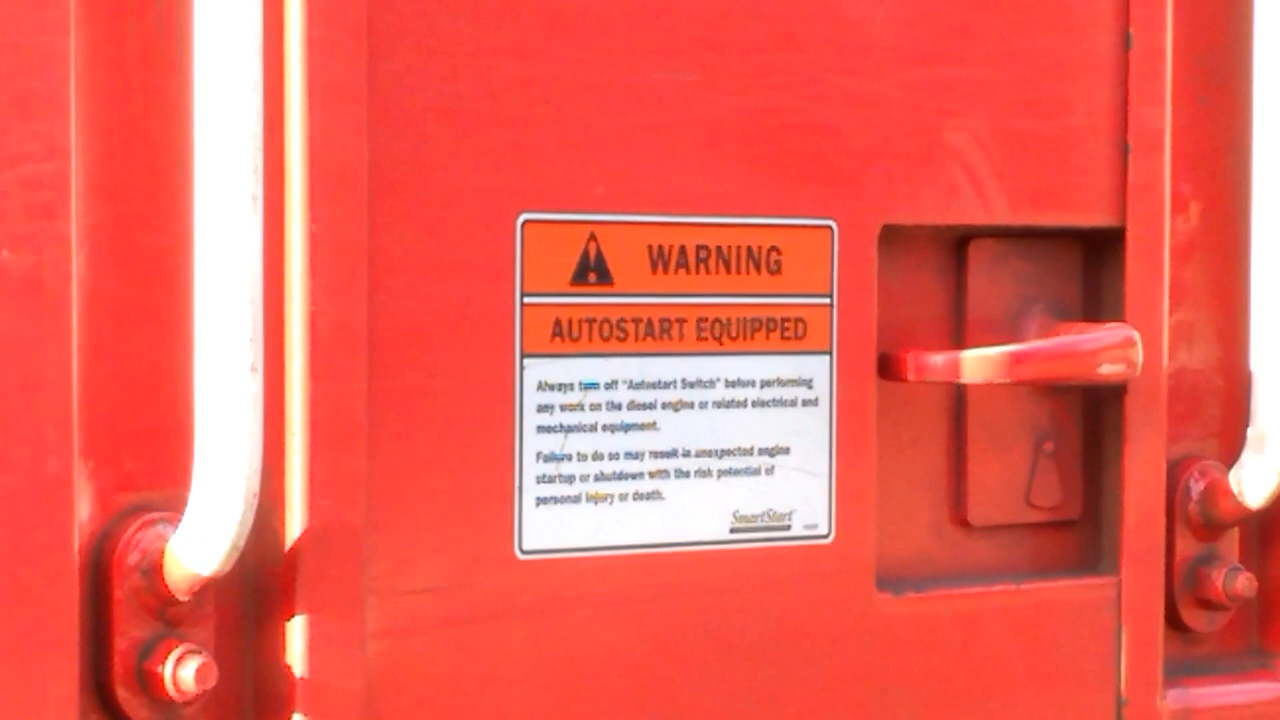 WARNING
AUTOSTART EQUIPPED
Always turn off "Autostart Switch" before performing
any work on the diesel engine or related electrical and
mechanical equipment.
Failure to do so may result in unexpected engine
startup or shutdown with the risk potential of
personal injury or death.
SmartStart